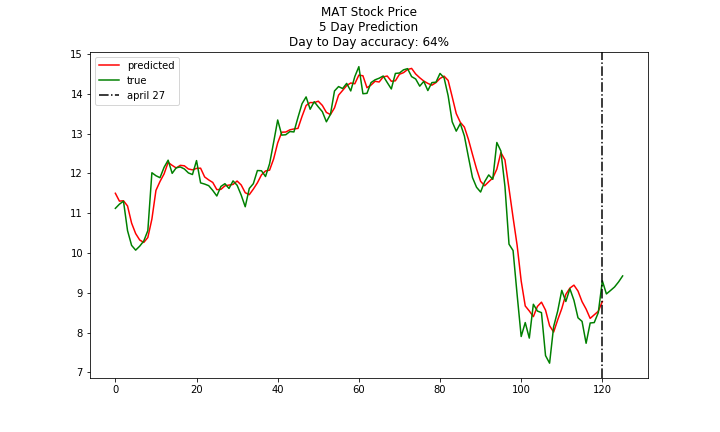 MAT Stock Price
5 Day Prediction
Day to Day accuracy: 64%
predicted
true
april 27
15
14
13
12
11
10
9
8
7
0 20 40 60 80 100 120